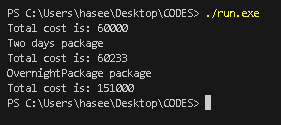 PS C:\Users\hasee\Desktop\CODES> ./run.exe
Total cost is: 60000
Two days package
Total cost is: 60233
OvernightPackage package
Total cost is: 151000
PS C:\Users\hasee\Desktop\CODES>